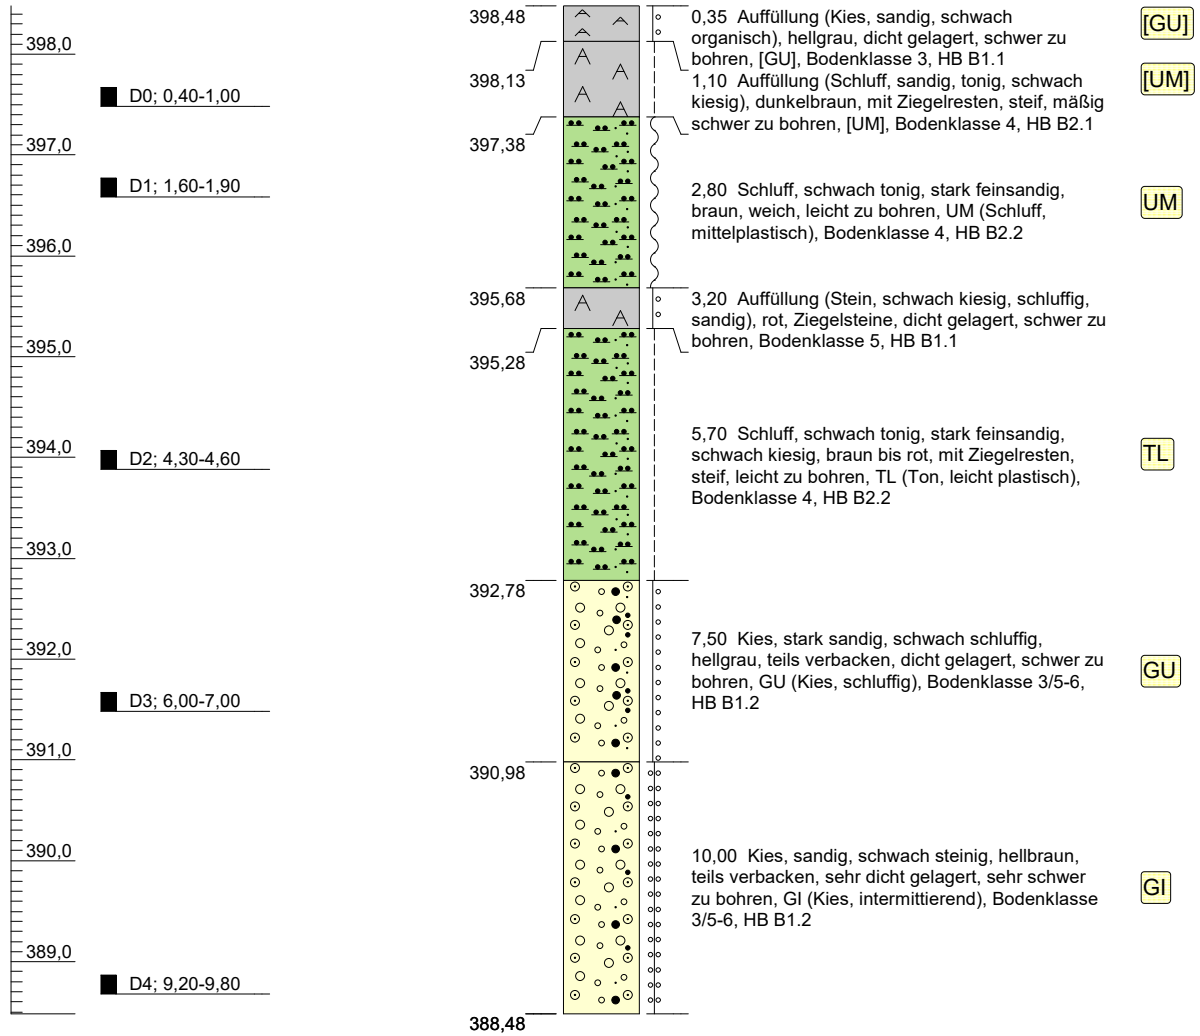 398,0
397,0
396,0
395,0
394,0
393,0
392,0
391,0
390,0
389,0
D0; 0,40-1,00
D1; 1,60-1,90
D2; 4,30-4,60
D3; 6,00-7,00
D4; 9,20-9,80
398,48
398,13
397,38
395,68
395,28
392,78
390,98
388,48
0,35 Auffüllung (Kies, sandig, schwach
organisch), hellgrau, dicht gelagert, schwer zu
bohren, [GU], Bodenklasse 3, HB B1.1
1,10 Auffüllung (Schluff, sandig, tonig, schwach
kiesig), dunkelbraun, mit Ziegelresten, steif, mäßig
schwer zu bohren, [UM], Bodenklasse 4, HB B2.1
2,80 Schluff, schwach tonig, stark feinsandig,
braun, weich, leicht zu bohren, UM (Schluff,
mittelplastisch), Bodenklasse 4, HB B2.2
3,20 Auffüllung (Stein, schwach kiesig, schluffig,
sandig), rot, Ziegelsteine, dicht gelagert, schwer zu
bohren, Bodenklasse 5, HB B1.1
5,70 Schluff, schwach tonig, stark feinsandig,
schwach kiesig, braun bis rot, mit Ziegelresten,
steif, leicht zu bohren, TL (Ton, leicht plastisch),
Bodenklasse 4, HB B2.2
7,50 Kies, stark sandig, schwach schluffig,
hellgrau, teils verbacken, dicht gelagert, schwer zu
bohren, GU (Kies, schluffig), Bodenklasse 3/5-6,
HB B1.2
10,00 Kies, sandig, schwach steinig, hellbraun,
teils verbacken, sehr dicht gelagert, sehr schwer
zu bohren, GI (Kies, intermittierend), Bodenklasse
3/5-6, HB B1.2
[GU]
[UM]
UM
TL
GU
GI